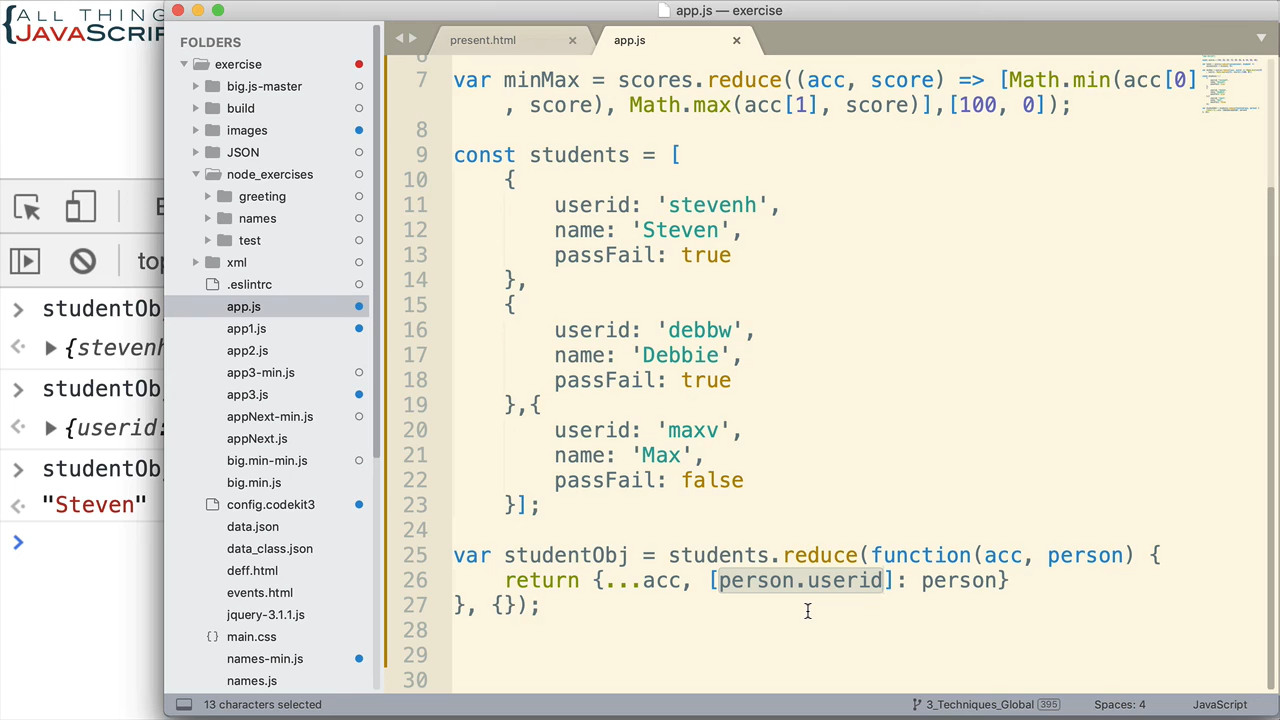 {ALL THIN
JAVASCRI
app.js — exercise
FOLDERS
exercise
big.js-master
build
images
JSON
node_exercises
greeting
names
test
xml
.eslintrc
app.js
app1.js
app2.js
app3-min.js
app3.js
appNext-min.js
appNext.js
big.min-min.js
big.min.js
config.codekit3
data.json
data_class.json
deff.html
events.html
jquery-3.1.1.js
main.css
names-min.js
names.js
present.html
app.js
6
7 var minMax = scores.reduce((acc, score) => [Math.min(acc[0]
, score), Math.max(acc[1], score)],[100, 0]);
8
9 const students = [
10 {
11 userid: 'stevenh',
12 name: 'Steven',
13 passFail: true
14 },
15 {
16 userid: 'debbw',
17 name: 'Debbie',
18 passFail: true
19 },{
20 userid: 'maxv',
21 name: 'Max',
22 passFail: false
23 }];
24
25 var studentObj = students.reduce(function(acc, person) {
26 return {...acc, [person.userid]: person}
27 }, {});
28
29
30
top
studentOb
{stevenh
studentOb
{userid:
studentOb
"Steven"
13 characters selected
3_Techniques_Global 395
Spaces: 4
JavaScript